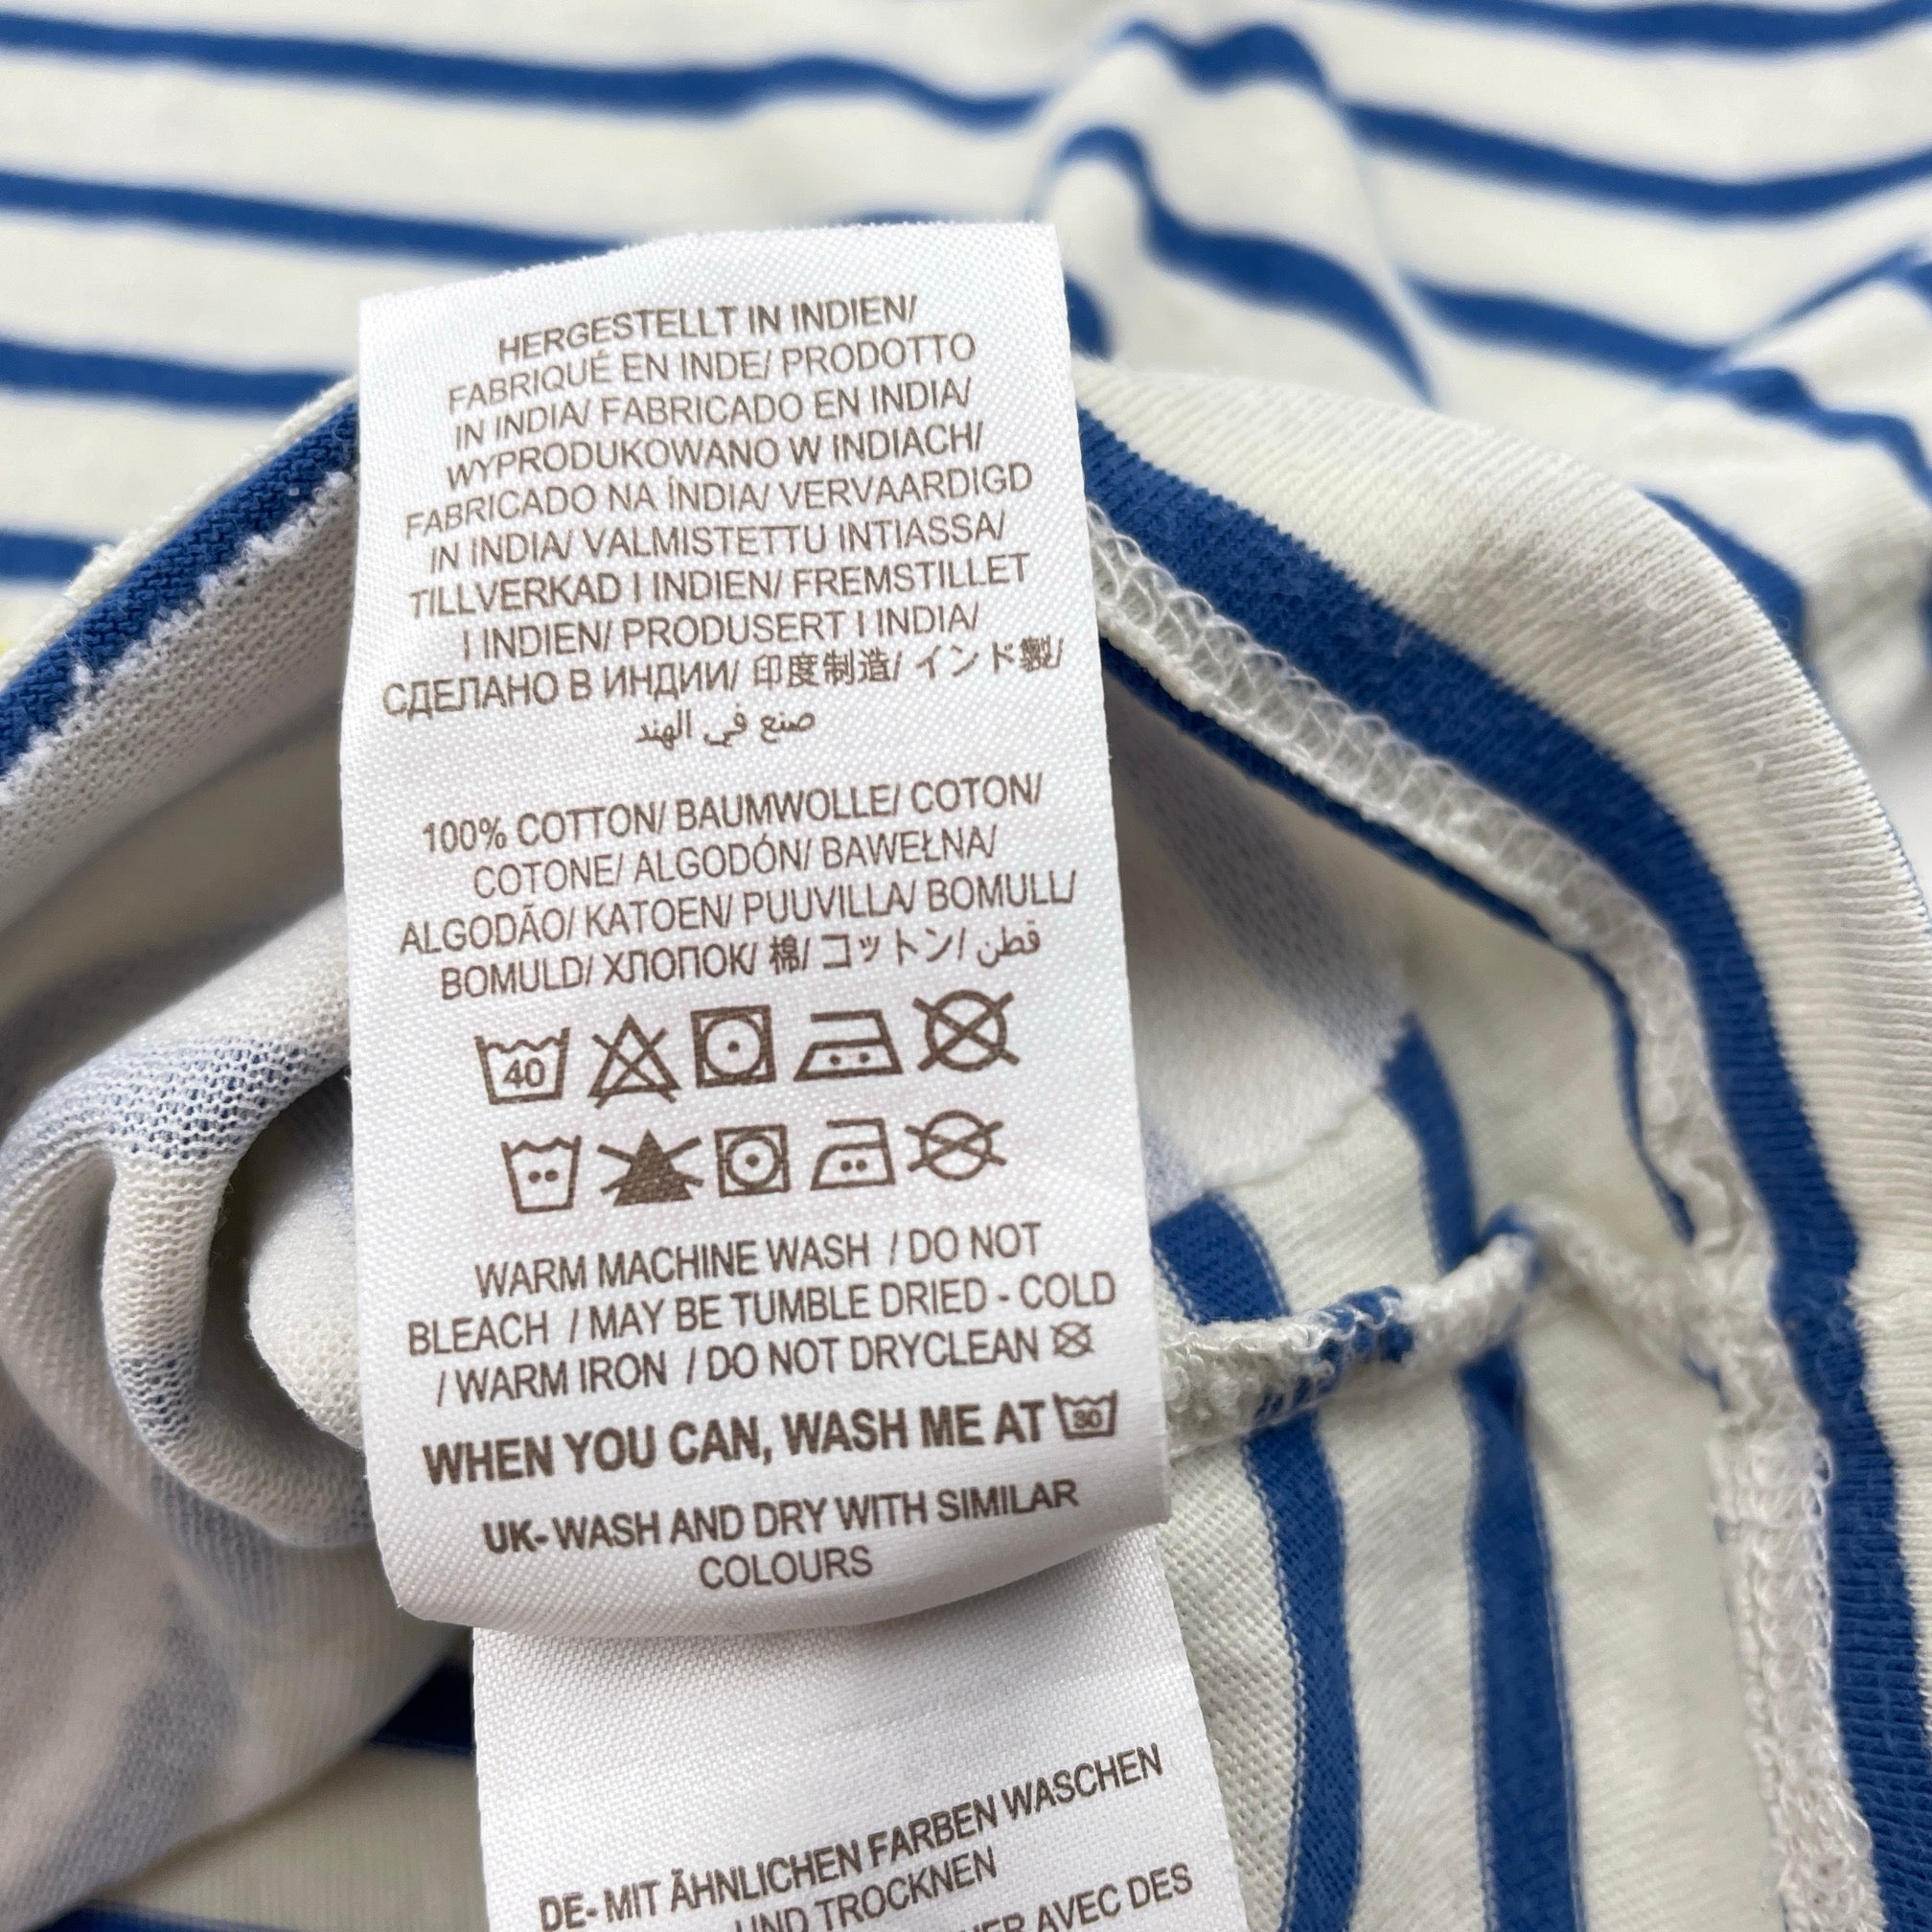 HERGESTELLT IN INDIEN/
FABRIQUÉ EN INDE/ PRODOTTO
IN INDIA/ FABRICADO EN INDIA/
WYPRODUKOWANO W INDIACH/
FABRICADO NA ÍNDIA/ VERVAARDIGD
IN INDIA/ VALMISTETTU INTIASSA/
TILLVERKAD I INDIEN/ FREMSTILLET
I INDIEN/ PRODUSERT I INDIA/
СДЕЛАНО В ИНДИИ/ 印度制造/ インド製/
صنع في الهند
100% COTTON/ BAUMWOLLE/ COTON/
COTONE/ ALGODÓN/ BAWEŁNA/
ALGODÃO/ KATOEN/ PUUVILLA/ BOMULL/
BOMULD/ ХЛОПОК/ 棉/ コットン/ قطن
40
WARM MACHINE WASH / DO NOT
BLEACH / MAY BE TUMBLE DRIED - COLD
/ WARM IRON / DO NOT DRYCLEAN
WHEN YOU CAN, WASH ME AT 30
UK- WASH AND DRY WITH SIMILAR
COLOURS
DE- MIT ÄHNLICHEN FARBEN WASCHEN
UND TROCKNEN
AVEC DES